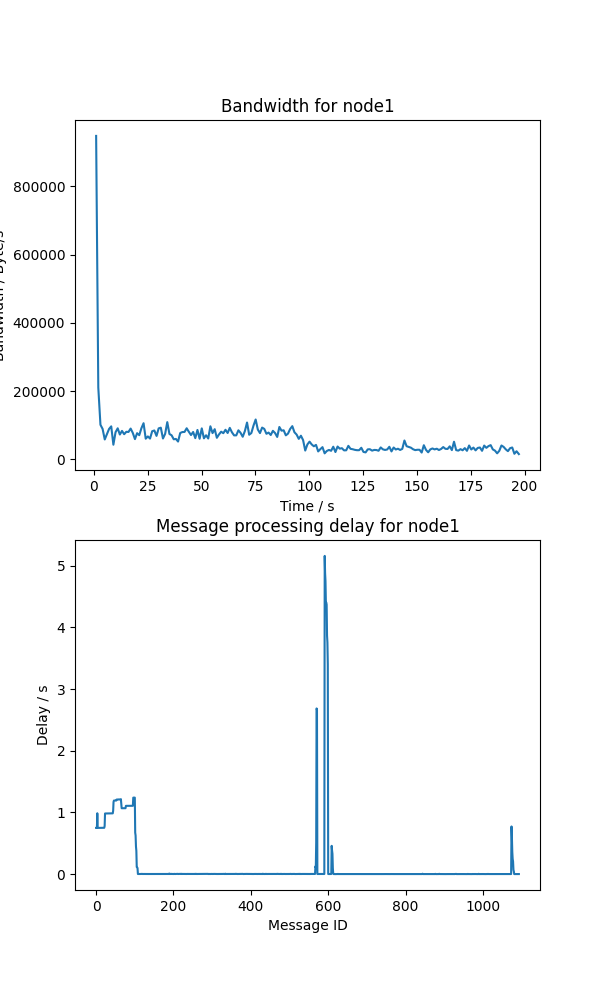 Bandwidth for node1
800000
600000
400000
200000
0
0 25 50 75 100 125 150 175 200
Time / s
Message processing delay for node1
Delay / s
5
4
3
2
1
0
0 200 400 600 800 1000
Message ID